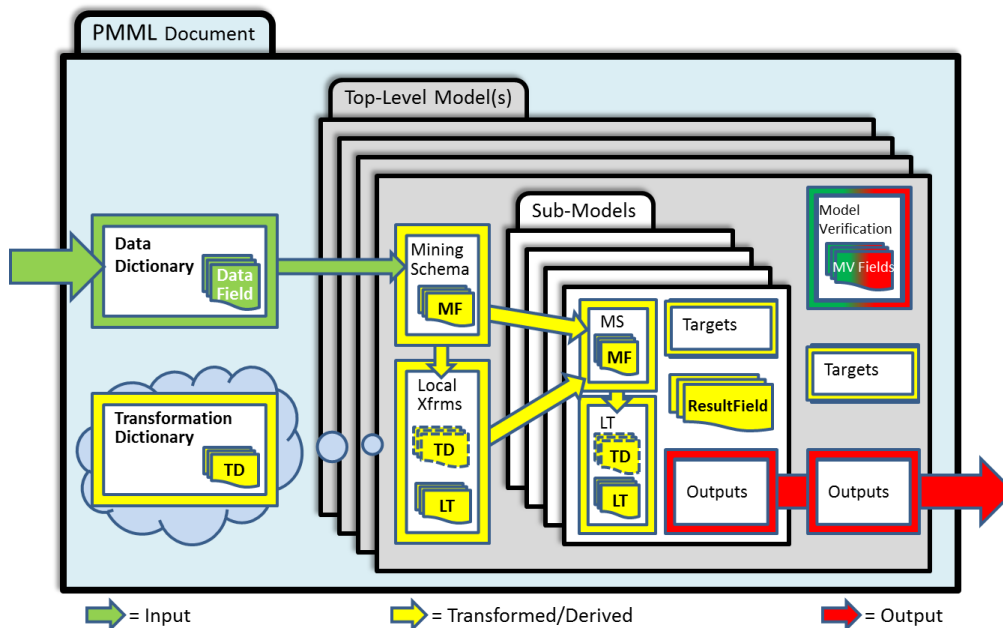 PMML Document
Top-Level Model(s)
Sub-Models
Model
Verification
MV Fields
Data
Dictionary
Data
Field
Mining
Schema
MF
MS
MF
Targets
Targets
Transformation
Dictionary
TD
Local
Xfrms
TD
LT
LT
TD
LT
ResultField
Outputs
Outputs
= Input
= Transformed/Derived
= Output